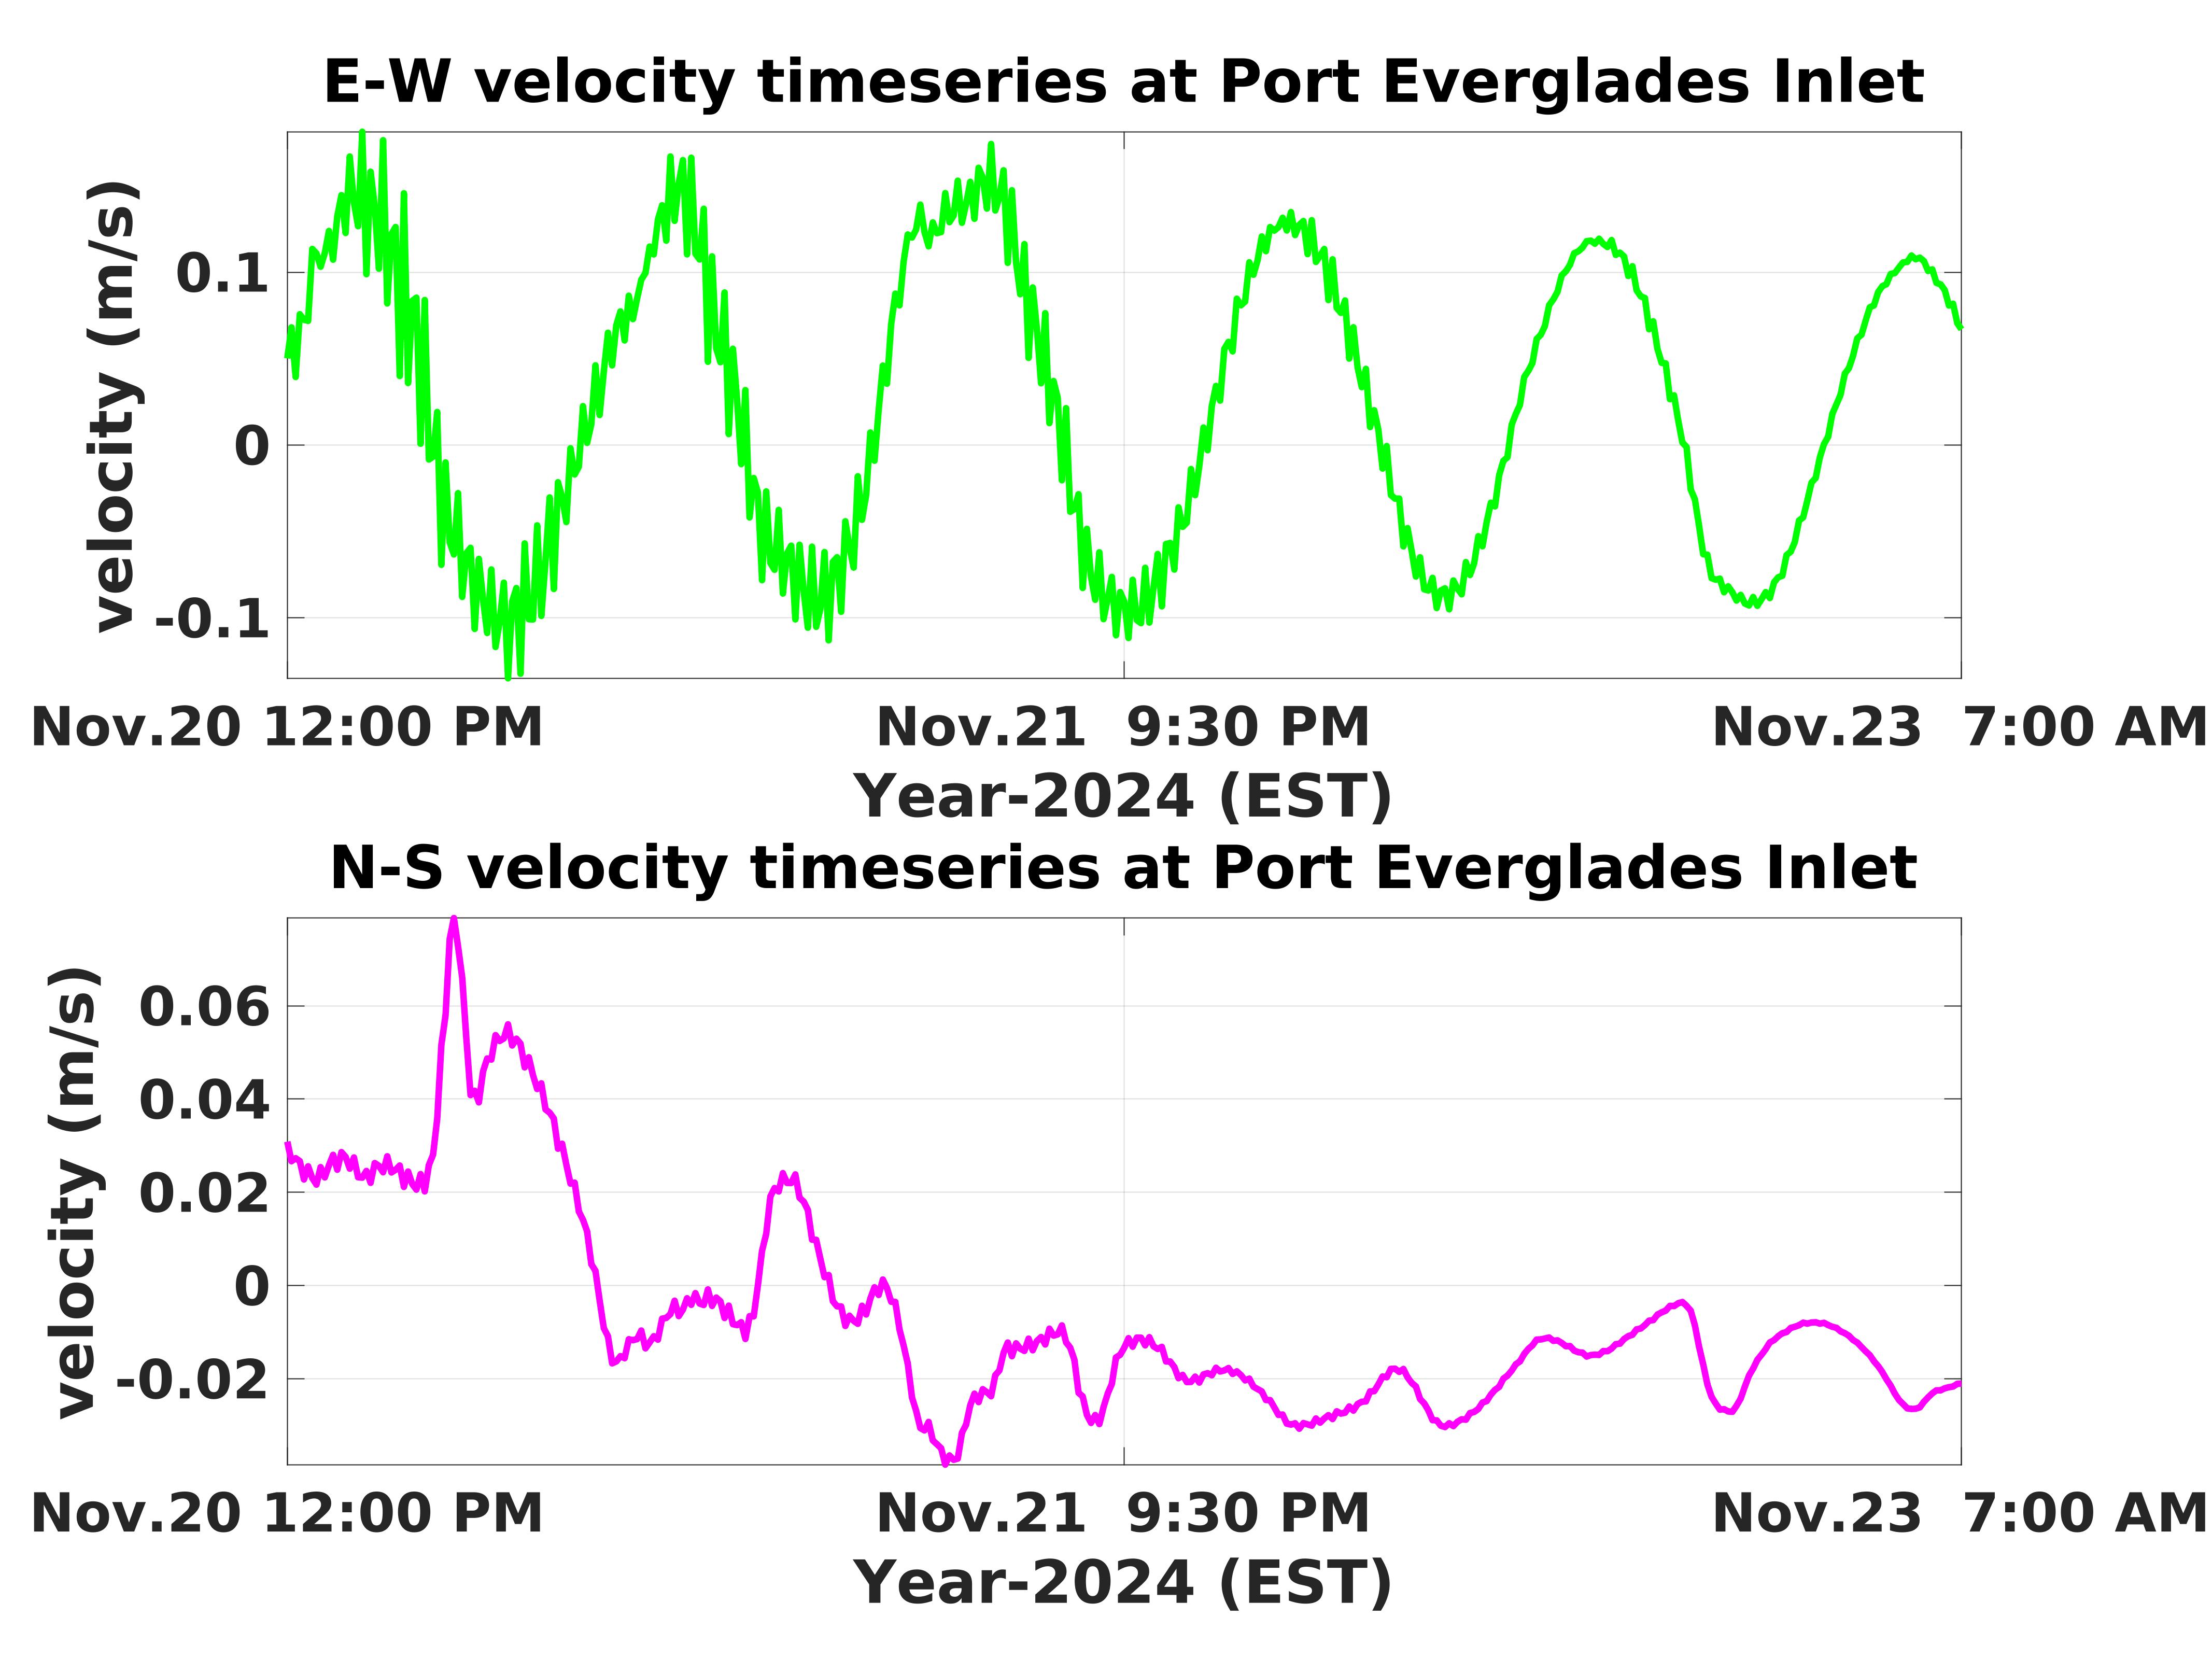 E-W velocity timeseries at Port Everglades Inlet
velocity (m/s)
0.1
0
-0.1
Nov.20 12:00 PM Nov.21 9:30 PM Nov.23 7:00 AM
Year-2024 (EST)
N-S velocity timeseries at Port Everglades Inlet
velocity (m/s)
0.06
0.04
0.02
0
-0.02
Nov.20 12:00 PM Nov.21 9:30 PM Nov.23 7:00 AM
Year-2024 (EST)